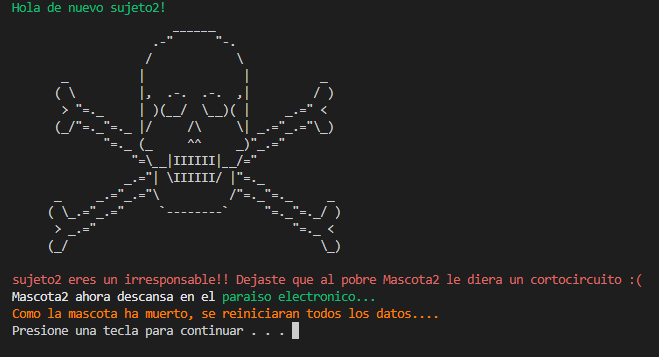 Hola de nuevo sujeto2!
sujeto2 eres un irresponsable!! Dejaste que al pobre Mascota2 le diera un cortocircuito :(
Mascota2 ahora descansa en el paraiso electronico...
Como la mascota ha muerto, se reiniciaran todos los datos....
Presione una tecla para continuar . . .